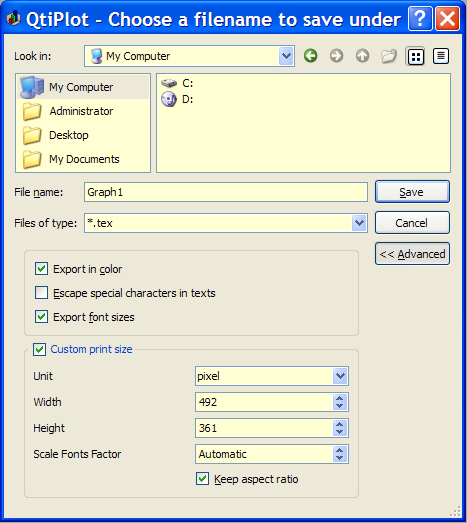 QtiPlot - Choose a filename to save under
Look in: My Computer
My Computer
Administrator
Desktop
My Documents
C:
D:
File name: Graph1 Save
Files of type: *.tex Cancel
<< Advanced
Export in color
Escape special characters in texts
Export font sizes
Custom print size
Unit pixel
Width 492
Height 361
Scale Fonts Factor Automatic
Keep aspect ratio